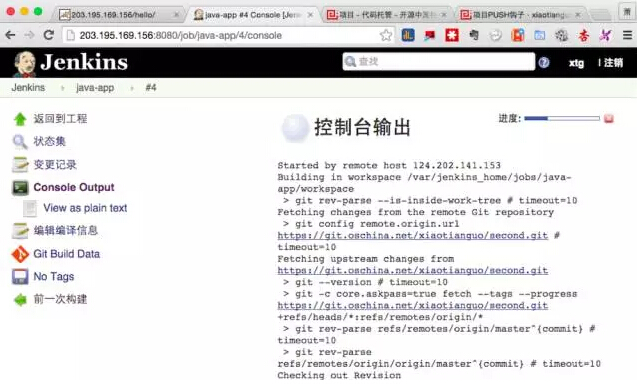 203.195.169.156/hello/
java-app #4 Console [Jen
项目 - 代码托管 - 开源中国
项目PUSH钩子 - xiaotiangu
203.195.169.156:8080/job/java-app/4/console
Jenkins
查找
xtg
注销
Jenkins
java-app
#4
返回到工程
状态集
变更记录
Console Output
View as plain text
编辑编译信息
Git Build Data
No Tags
前一次构建
控制台输出
进度:
Started by remote host 124.202.141.153
Building in workspace /var/jenkins_home/jobs/java-
app/workspace
> git rev-parse --is-inside-work-tree # timeout=10
Fetching changes from the remote Git repository
> git config remote.origin.url
https://git.oschina.net/xiaotianguo/second.git #
timeout=10
Fetching upstream changes from
https://git.oschina.net/xiaotianguo/second.git
> git --version # timeout=10
> git -c core.askpass=true fetch --tags --progress
https://git.oschina.net/xiaotianguo/second.git
+refs/heads/*:refs/remotes/origin/*
> git rev-parse refs/remotes/origin/master^{commit} #
timeout=10
> git rev-parse
refs/remotes/origin/origin/master^{commit} # timeout=10
Checking out Revision